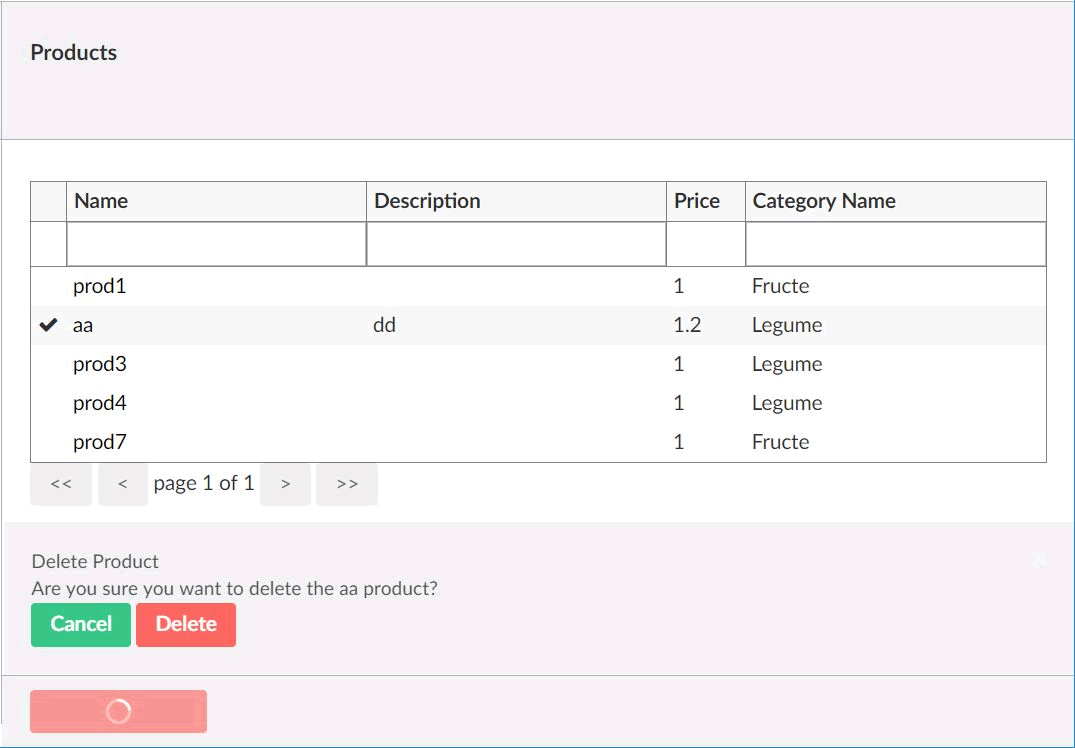 Products
Name Description Price Category Name
prod1 1 Fructe
aa dd 1.2 Legume
prod3 1 Legume
prod4 1 Legume
prod7 1 Fructe
<< < page 1 of 1 > >>
Delete Product
Are you sure you want to delete the aa product?
Cancel Delete